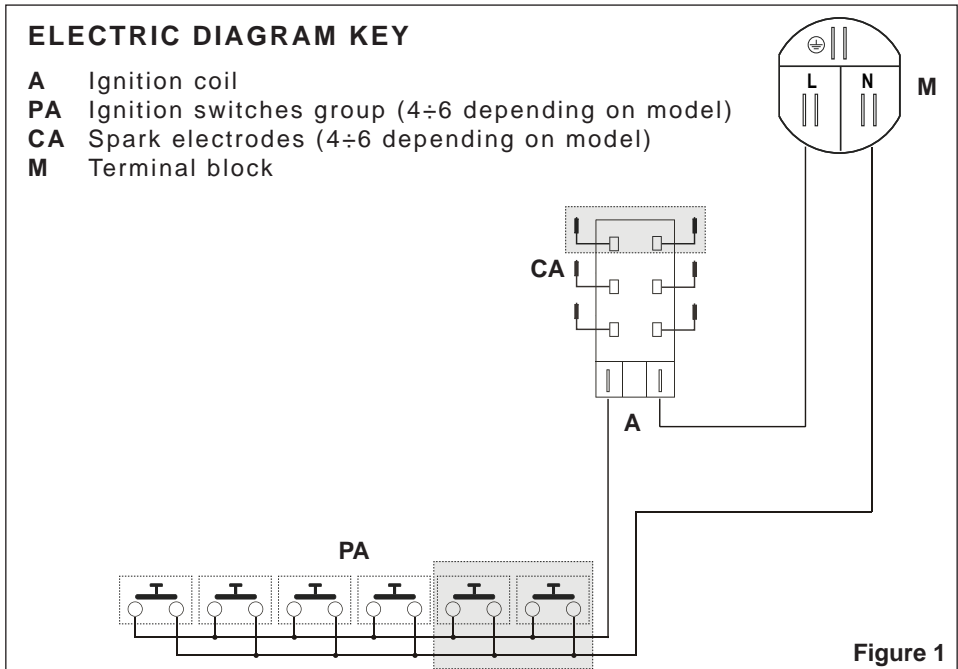 ELECTRIC DIAGRAM KEY
A Ignition coil
PA Ignition switches group (4÷6 depending on model)
CA Spark electrodes (4÷6 depending on model)
M Terminal block
L N
M
CA
A
PA
Figure 1